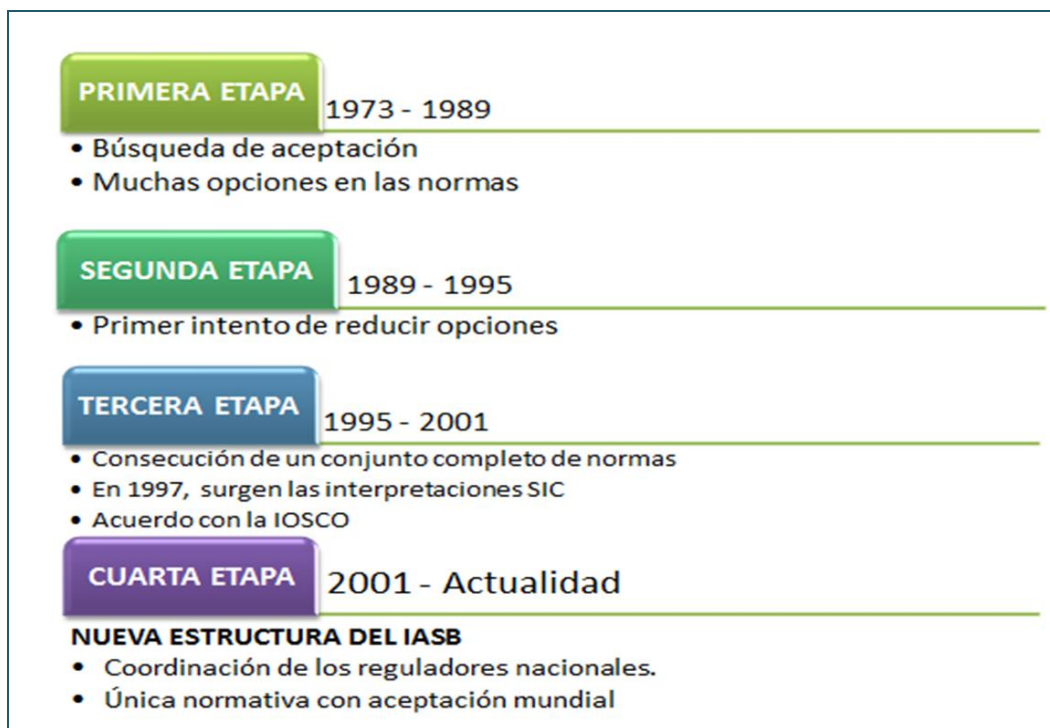 PRIMERA ETAPA
1973 - 1989
• Búsqueda de aceptación
• Muchas opciones en las normas
SEGUNDA ETAPA
1989 - 1995
• Primer intento de reducir opciones
TERCERA ETAPA
1995 - 2001
• Consecución de un conjunto completo de normas
• En 1997, surgen las interpretaciones SIC
• Acuerdo con la IOSCO
CUARTA ETAPA
2001 - Actualidad
NUEVA ESTRUCTURA DEL IASB
• Coordinación de los reguladores nacionales.
• Única normativa con aceptación mundial